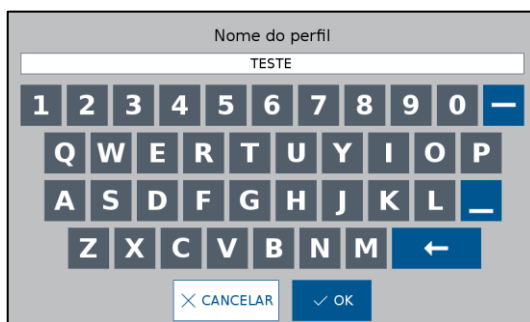 Nome do perfil
TESTE
1 2 3 4 5 6 7 8 9 0 —
Q W E R T U Y I O P
A S D F G H J K L _
Z X C V B N M ←
× CANCELAR ✓ OK